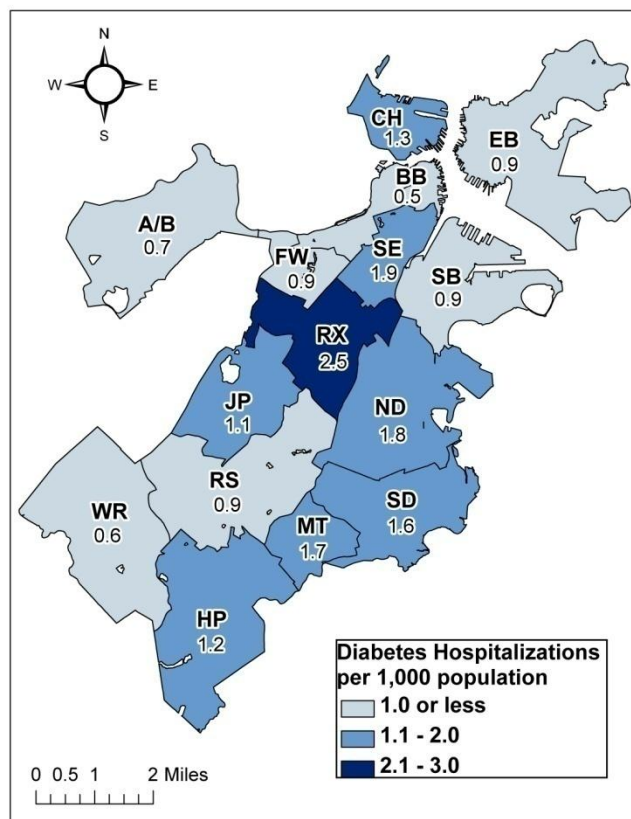 N
W E
S
CH
1.3
EB
0.9
BB
0.5
A/B
0.7
SE
1.9
FW
0.9
SB
0.9
RX
2.5
JP
1.1
ND
1.8
RS
0.9
WR
0.6
SD
1.6
MT
1.7
HP
1.2
Diabetes Hospitalizations
per 1,000 population
1.0 or less
1.1 - 2.0
2.1 - 3.0
0 0.5 1 2 Miles